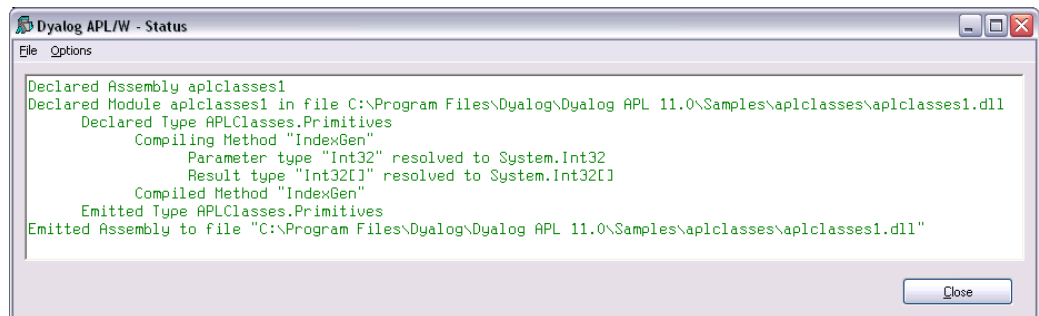 Dyalog APL/W - Status
File Options
Declared Assembly aplclasses1
Declared Module aplclasses1 in file C:\Program Files\Dyalog\Dyalog APL 11.0\Samples\aplclasses\aplclasses1.dll
Declared Type APLClasses.Primitives
Compiling Method "IndexGen"
Parameter type "Int32" resolved to System.Int32
Result type "Int32[]" resolved to System.Int32[]
Compiled Method "IndexGen"
Emitted Type APLClasses.Primitives
Emitted Assembly to file "C:\Program Files\Dyalog\Dyalog APL 11.0\Samples\aplclasses\aplclasses1.dll"
Close